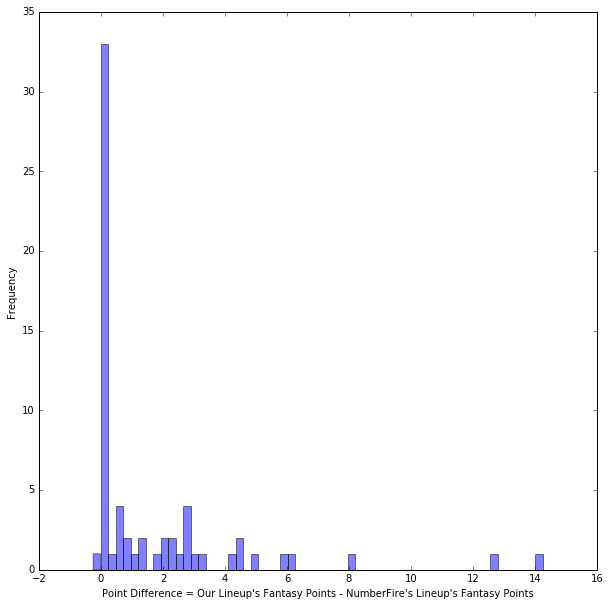 35
30
25
20
15
10
5
0
Frequency
−2 0 2 4 6 8 10 12 14 16
Point Difference = Our Lineup's Fantasy Points - NumberFire's Lineup's Fantasy Points